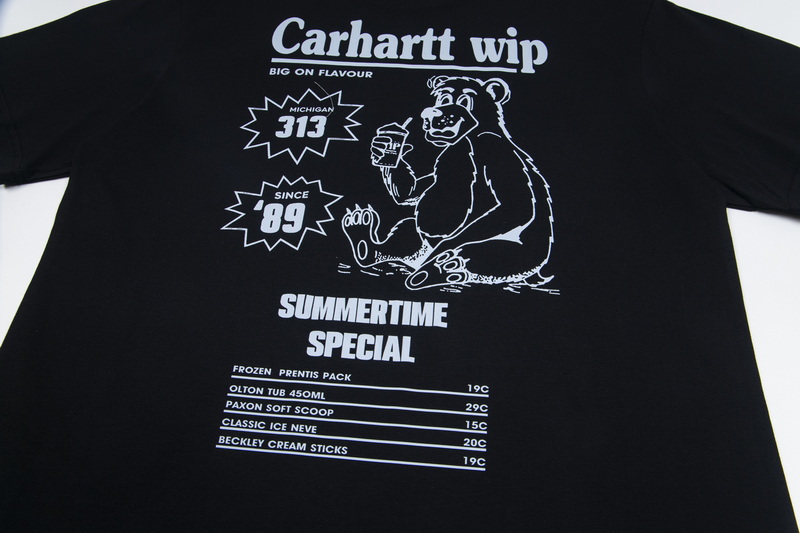 Carhartt wip
BIG ON FLAVOUR
MICHIGAN
313
SINCE
'89
SUMMERTIME
SPECIAL
FROZEN PRENTIS PACK 19C
OLTON TUB 450ML 29C
PAXON SOFT SCOOP 15C
CLASSIC ICE NEVE 20C
BECKLEY CREAM STICKS 19C